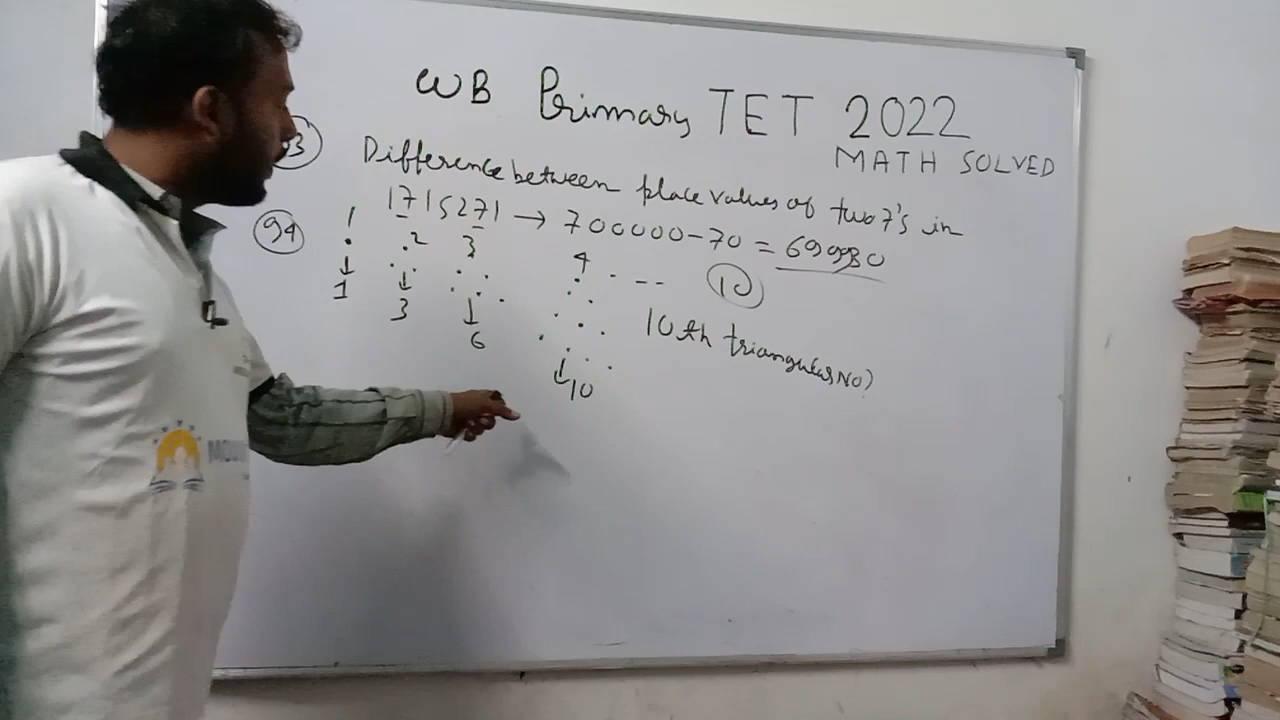 WB Primary TET 2022
MATH SOLVED
Difference between place values of two 7's in
1715271 → 700000-70 = 699930
94
1 2 3 4 -- 10
↓ ↓ ↓ ↓
1 3 6 10
10th triangular No)